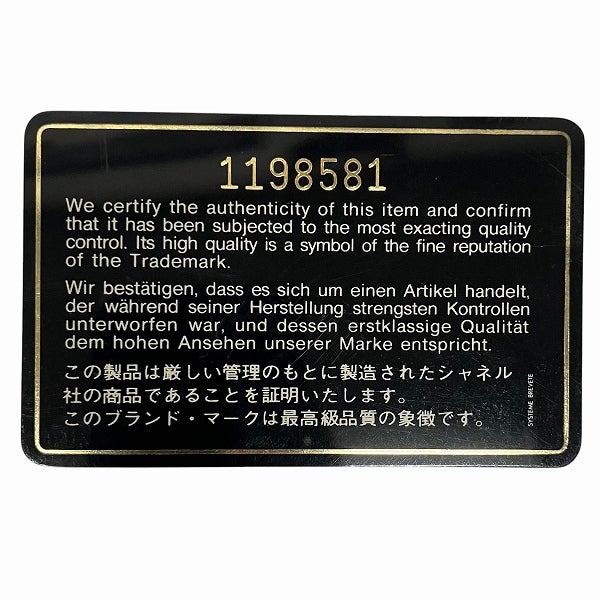 1198581
We certify the authenticity of this item and confirm
that it has been subjected to the most exacting quality
control. Its high quality is a symbol of the fine reputation
of the Trademark.
Wir bestätigen, dass es sich um einen Artikel handelt,
der während seiner Herstellung strengsten Kontrollen
unterworfen war, und dessen erstklassige Qualität
dem hohen Ansehen unserer Marke entspricht.
この製品は厳しい管理のもとに製造されたシャネル
社の商品であることを証明いたします。
このブランド・マークは最高級品質の象徴です。
SYSTEME BREVETE